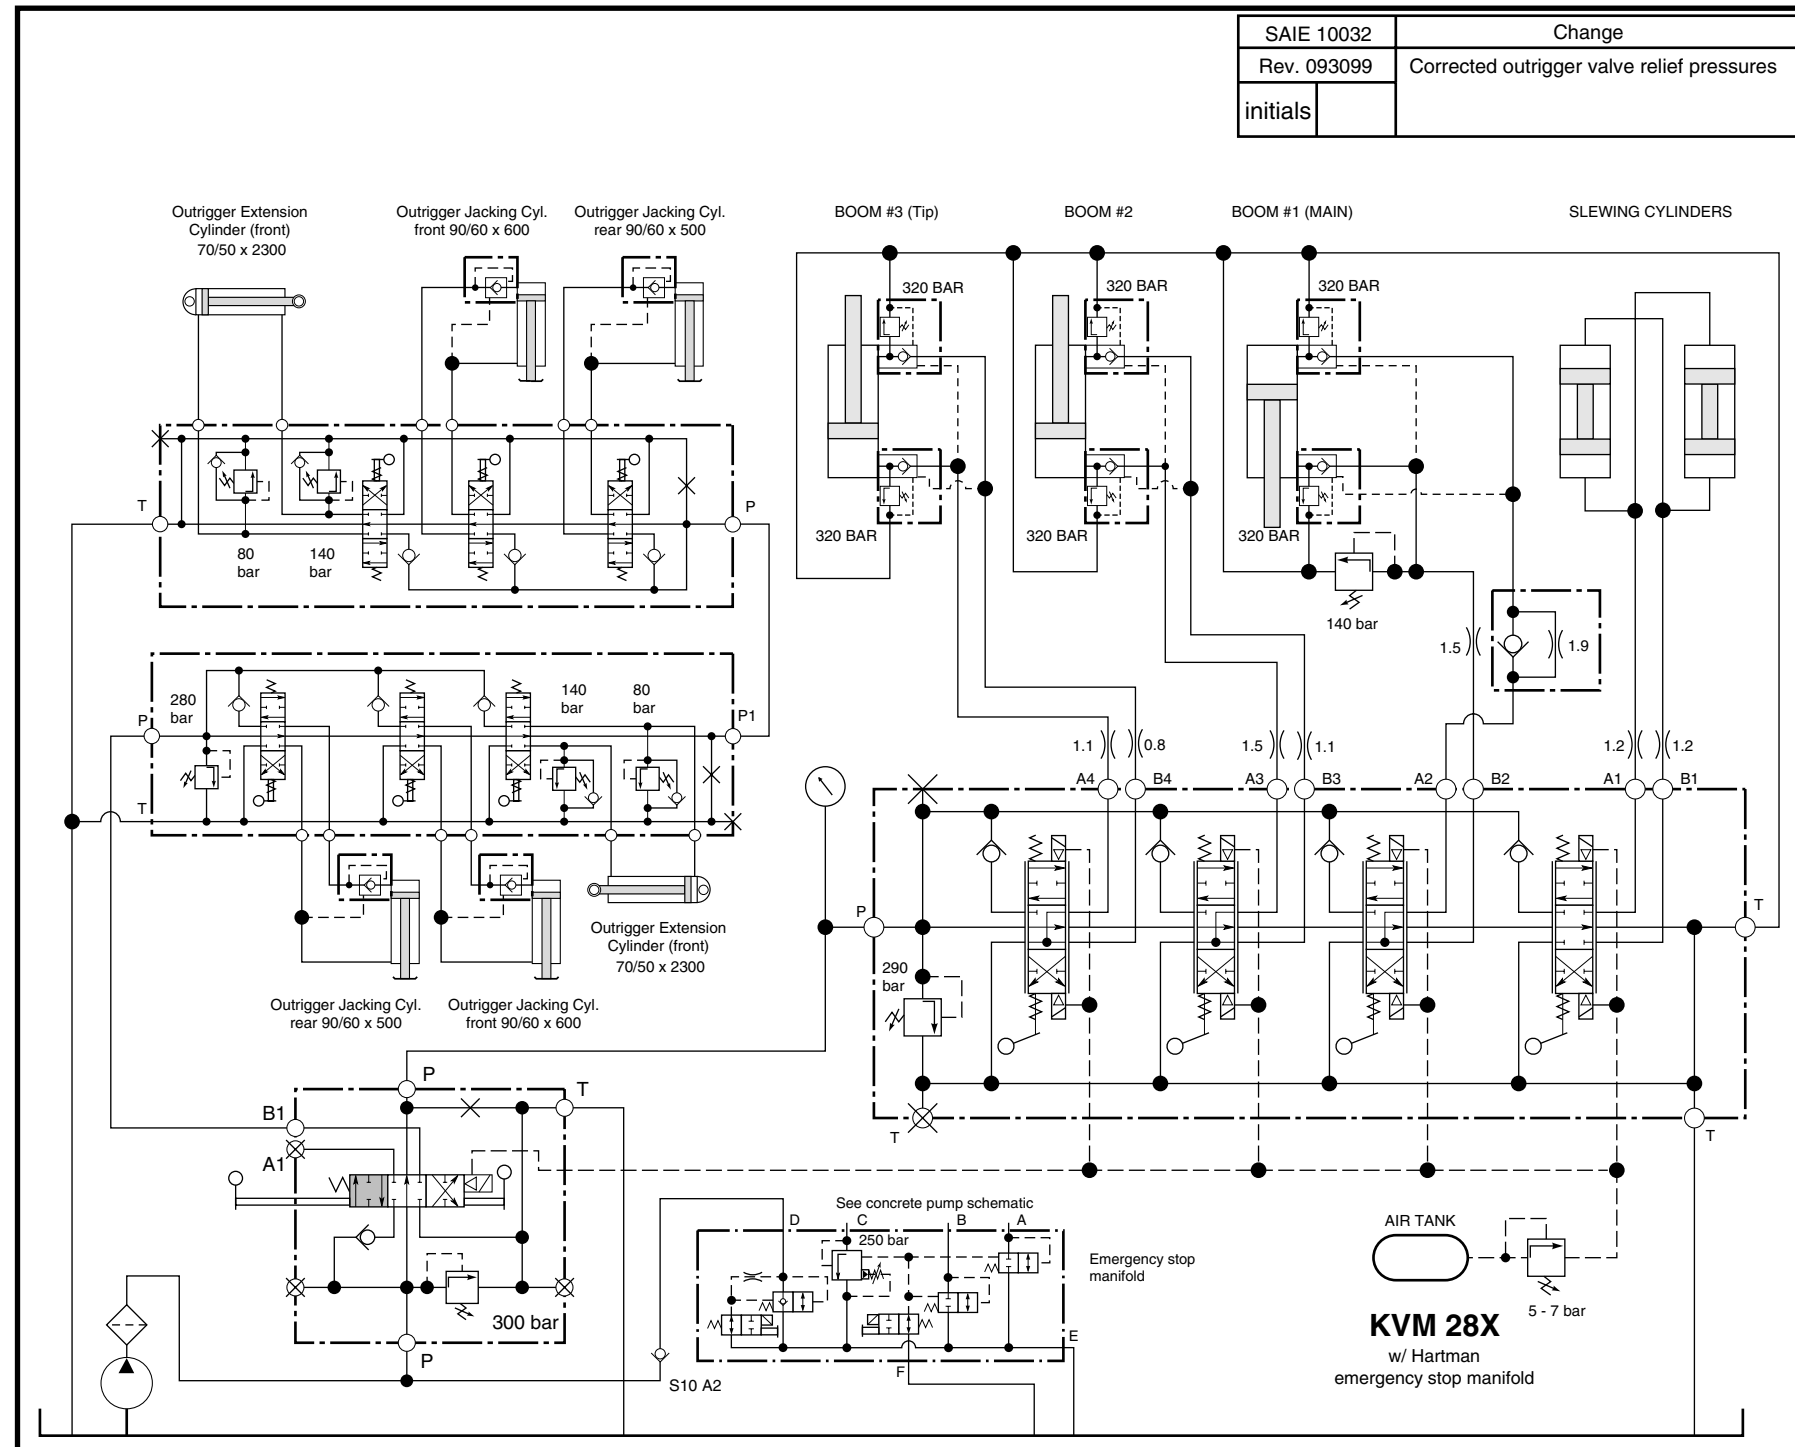 SAIE 10032
Change
Rev. 093099
Corrected outrigger valve relief pressures
initials
Outrigger Extension
Cylinder (front)
70/50 x 2300
Outrigger Jacking Cyl.
front 90/60 x 600
Outrigger Jacking Cyl.
rear 90/60 x 500
BOOM #3 (Tip)
BOOM #2
BOOM #1 (MAIN)
SLEWING CYLINDERS
320 BAR
320 BAR
320 BAR
320 BAR
320 BAR
320 BAR
T
P
80
bar
140
bar
140 bar
1.5
1.9
280
bar
140
bar
80
bar
P
P1
T
1.1
0.8
1.5
1.1
1.2
1.2
A4
B4
A3
B3
A2
B2
A1
B1
P
T
290
bar
Outrigger Extension
Cylinder (front)
70/50 x 2300
Outrigger Jacking Cyl.
rear 90/60 x 500
Outrigger Jacking Cyl.
front 90/60 x 600
P
T
B1
A1
T
T
300 bar
P
See concrete pump schematic
D
C
B
A
250 bar
Emergency stop
manifold
E
F
S10 A2
AIR TANK
5 - 7 bar
KVM 28X
w/ Hartman
emergency stop manifold